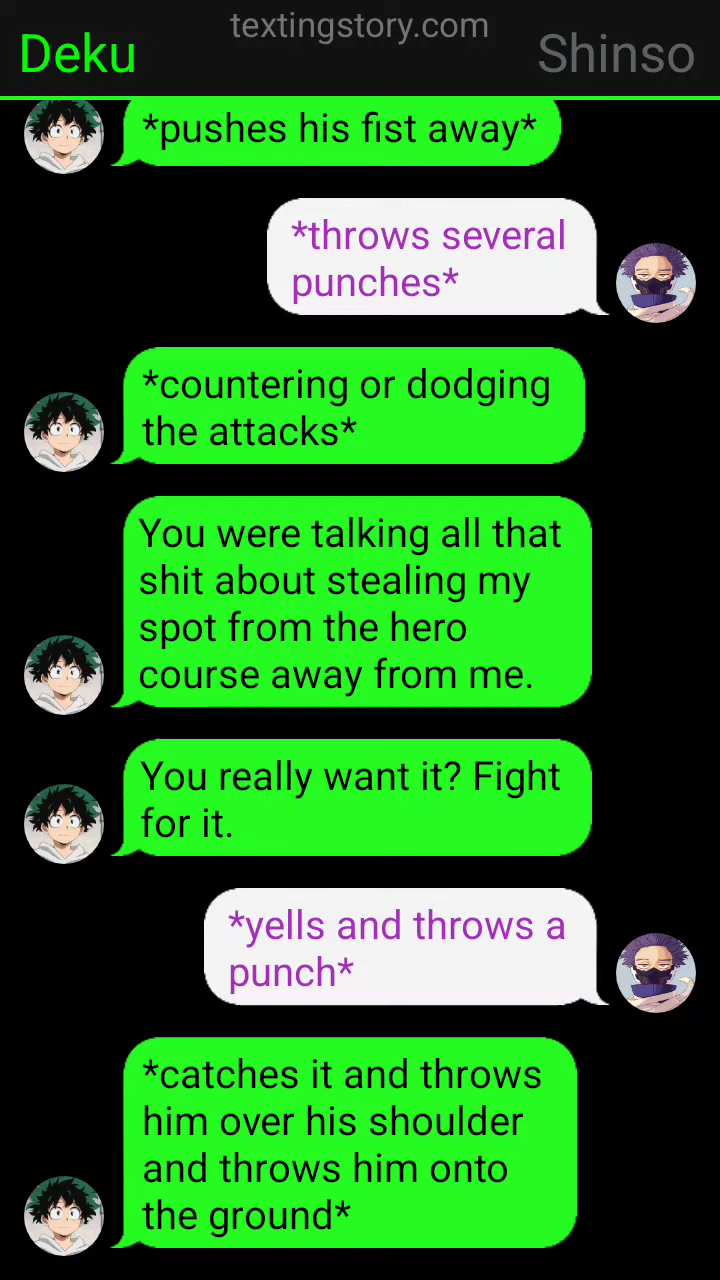 textingstory.com
Deku
Shinso
*pushes his fist away*
*throws several
punches*
*countering or dodging
the attacks*
You were talking all that
shit about stealing my
spot from the hero
course away from me.
You really want it? Fight
for it.
*yells and throws a
punch*
*catches it and throws
him over his shoulder
and throws him onto
the ground*